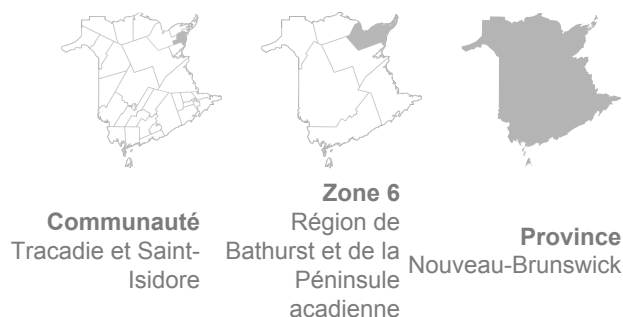 Communauté
Tracadie et Saint-
Isidore
Zone 6
Région de
Bathurst et de la
Péninsule
acadienne
Province
Nouveau-Brunswick